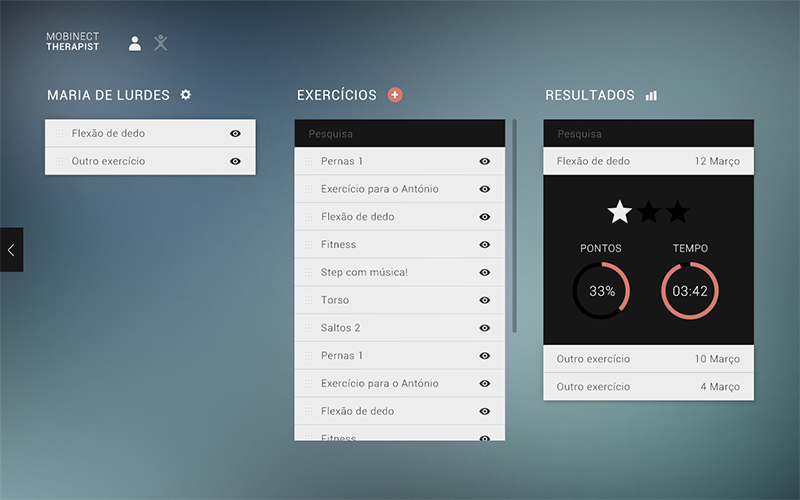 MOBINECT
THERAPIST
MARIA DE LURDES
Flexão de dedo
Outro exercício
EXERCÍCIOS
Pesquisa
Pernas 1
Exercício para o António
Flexão de dedo
Fitness
Step com música!
Torso
Saltos 2
Pernas 1
Exercício para o António
Flexão de dedo
Fitness
RESULTADOS
Pesquisa
Flexão de dedo 12 Março
PONTOS TEMPO
33% 03:42
Outro exercício 10 Março
Outro exercício 4 Março